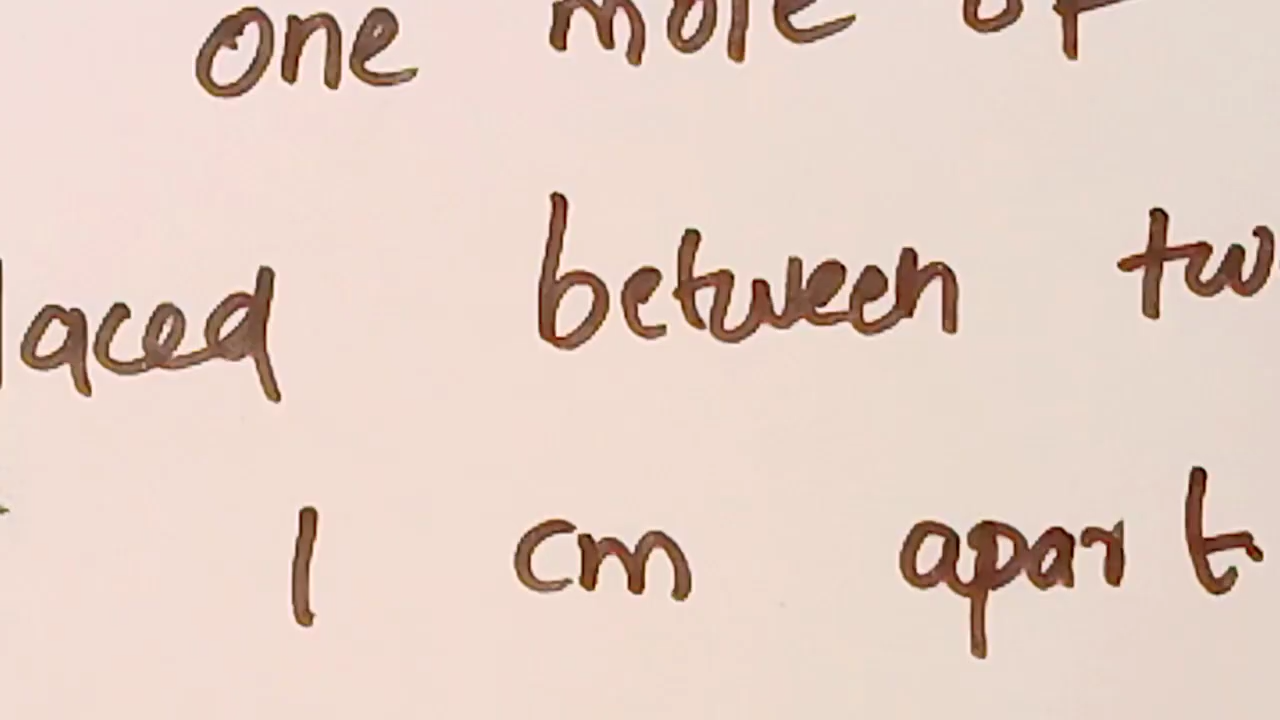 one mole of
laced between tw
1 cm apart